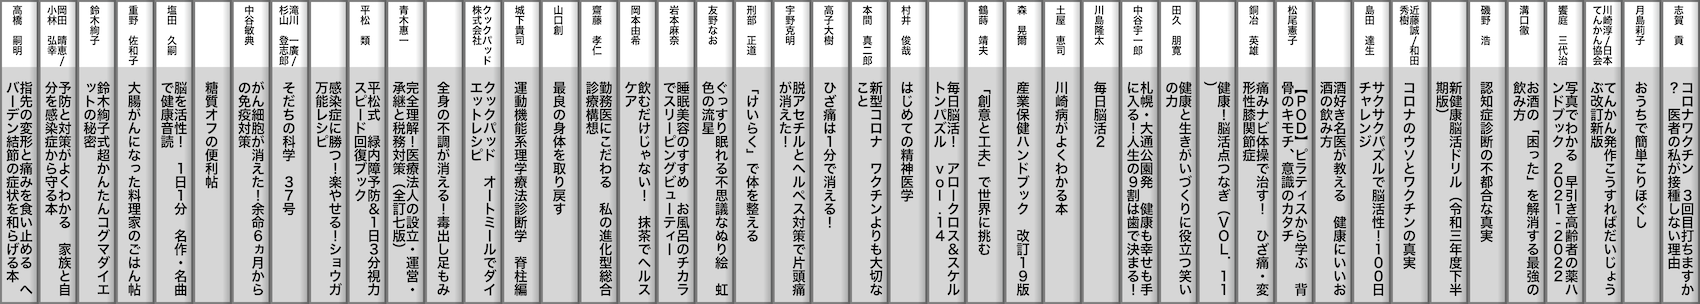 志賀　貢
コロナワクチン　３回目打ちますか
？　医者の私が接種しない理由
月島莉子
おうちで簡単こりほぐし
川崎淳/日本
てんかん協会
てんかん発作こうすればだいじょう
ぶ改訂新版
饗庭　三代治
写真でわかる　早引き高齢者の薬ハ
ンドブック　２０２１-２０２２
溝口徹
お酒の「困った」を解消する最強の
飲み方
磯野　浩
認知症診断の不都合な真実
新健康脳活ドリル（令和三年度下半
期版）
近藤誠/和田
秀樹
コロナのウソとワクチンの真実
島田　達生
サクサクパズルで脳活性！１００日
チャレンジ
酒好き名医が教える　健康にいいお
酒の飲み方
松尾憲子
【ＰＯＤ】ピラティスから学ぶ　背
骨のキモチ、意識のカタチ
銅冶　英雄
痛みナビ体操で治す！　ひざ痛・変
形性膝関節症
健康！脳活点つなぎ（ＶＯＬ．１１
）
田久　朋寛
健康と生きがいづくりに役立つ笑い
の力
中谷宇一郎
札幌・大通公園発　健康も幸せも手
に入る！人生の９割は歯で決まる！
川島隆太
毎日脳活２
土屋　恵司
川崎病がよくわかる本
森　晃爾
産業保健ハンドブック　改訂１９版
鶴蒔　靖夫
「創意と工夫」で世界に挑む
毎日脳活！　アロークロス＆スケル
トンパズル　ｖｏｌ．１４
村井　俊哉
はじめての精神医学
本間　真二郎
新型コロナ　ワクチンよりも大切な
こと
高子大樹
ひざ痛は１分で消える！
宇野克明
脱アセチルとヘルペス対策で片頭痛
が消えた！
刑部　正道
「けいらく」で体を整える
友野なお
ぐっすり眠れる不思議なぬり絵　虹
色の流星
岩本麻奈
睡眠美容のすすめ　お風呂のチカラ
でスリーピングビューティー
岡本由希
飲むだけじゃない！　抹茶でヘルス
ケア
齋藤　孝仁
勤務医にこだわる　私の進化型総合
診療構想
山口創
最良の身体を取り戻す
城下貴司
運動機能系理学療法診断学　脊柱編
クックパッド
株式会社
クックパッド　オートミールでダイ
エットレシピ
全身の不調が消える！毒出し足もみ
青木恵一
完全理解！医療法人の設立・運営・
承継と税務対策（全訂七版）
平松　類
平松式　緑内障予防＆１日３分視力
スピード回復ブック
感染症に勝つ！楽やせる！ショウガ
万能レシピ
滝川　一廣/
杉山　登志郎
そだちの科学　３７号
中谷敏典
がん細胞が消えた！余命６ヵ月から
の免疫対策
糖質オフの便利帖
塩田　久嗣
脳を活性！　１日１分　名作・名曲
で健康音読
重野　佐和子
大腸がんになった料理家のごはん帖
鈴木絢子
鈴木絢子式超かんたんコグマダイエ
ットの秘密
岡田　晴恵/
小林　弘幸
予防と対策がよくわかる　家族と自
分を感染症から守る本
高橋　嗣明
指先の変形と痛みを食い止める　へ
バーデン結節の症状を和らげる本